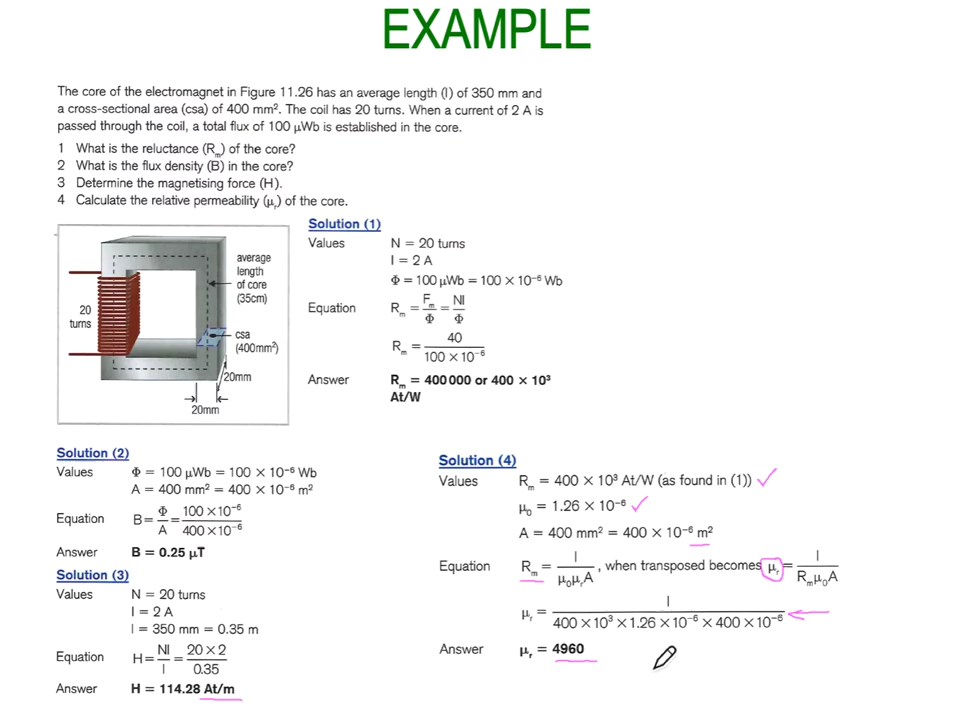 EXAMPLE
The core of the electromagnet in Figure 11.26 has an average length (l) of 350 mm and
a cross-sectional area (csa) of 400 mm². The coil has 20 turns. When a current of 2 A is
passed through the coil, a total flux of 100 µWb is established in the core.
1 What is the reluctance (Rₘ) of the core?
2 What is the flux density (B) in the core?
3 Determine the magnetising force (H).
4 Calculate the relative permeability (µᵣ) of the core.
20
turns
average
length
of core
(35cm)
csa
(400mm²)
20mm
20mm
Solution (1)
Values N = 20 turns
I = 2 A
Φ = 100 µWb = 100 × 10⁻⁶ Wb
Equation Rₘ = Fₘ/Φ = NI/Φ
Rₘ = 40/(100 × 10⁻⁶)
Answer Rₘ = 400 000 or 400 × 10³
At/W
Solution (2)
Values Φ = 100 µWb = 100 × 10⁻⁶ Wb
A = 400 mm² = 400 × 10⁻⁶ m²
Equation B = Φ/A = (100 × 10⁻⁶)/(400 × 10⁻⁶)
Answer B = 0.25 µT
Solution (3)
Values N = 20 turns
I = 2 A
l = 350 mm = 0.35 m
Equation H = NI/l = (20 × 2)/0.35
Answer H = 114.28 At/m
Solution (4)
Values Rₘ = 400 × 10³ At/W (as found in (1))
µ₀ = 1.26 × 10⁻⁶
A = 400 mm² = 400 × 10⁻⁶ m²
Equation Rₘ = l/(µ₀µᵣA), when transposed becomes µᵣ = l/(Rₘµ₀A)
µᵣ = l/(400 × 10³ × 1.26 × 10⁻⁶ × 400 × 10⁻⁶)
Answer µᵣ = 4960